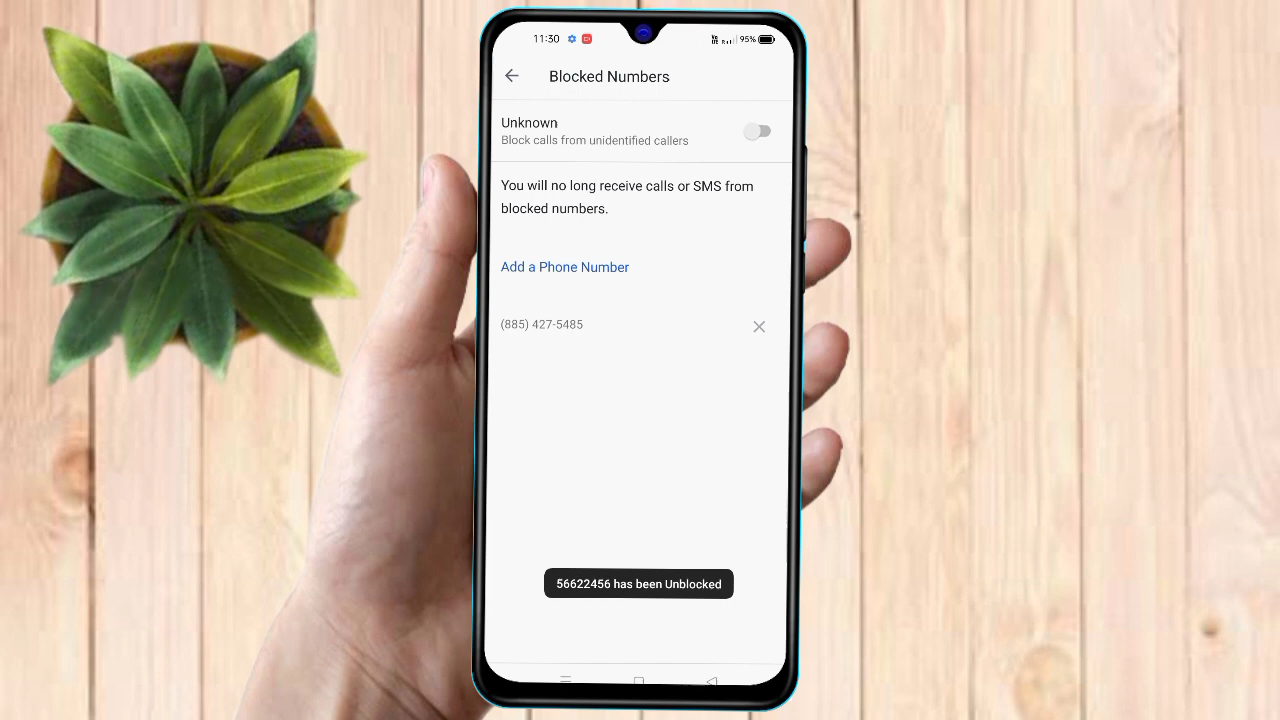 11:30 95%
Blocked Numbers
Unknown
Block calls from unidentified callers
You will no long receive calls or SMS from
blocked numbers.
Add a Phone Number
(885) 427-5485
56622456 has been Unblocked